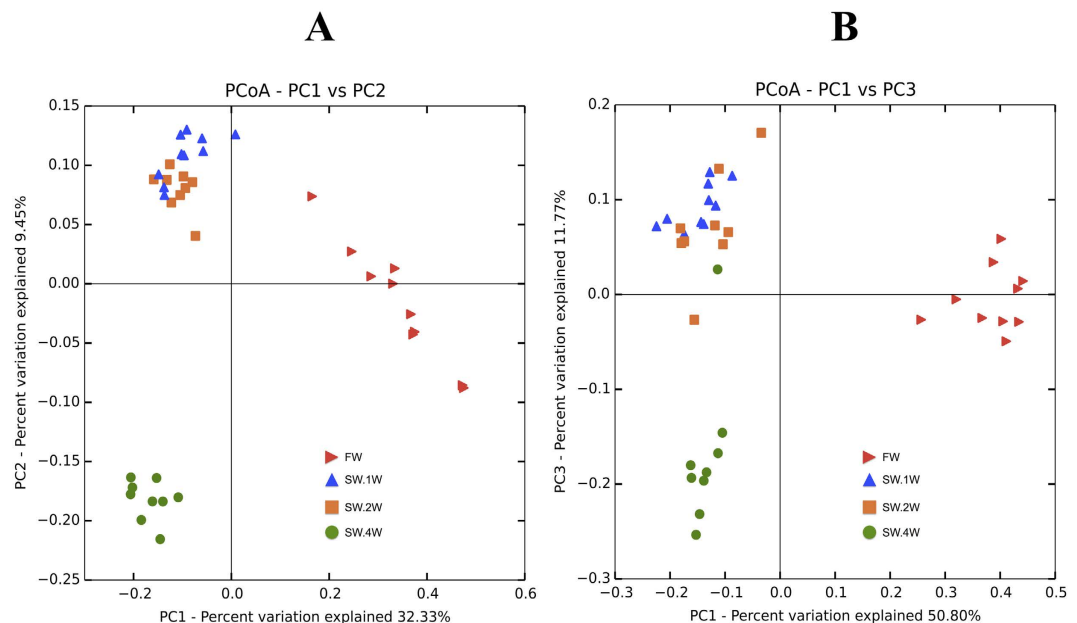 A
PCoA - PC1 vs PC2
0.15
0.10
0.05
0.00
−0.05
−0.10
−0.15
−0.20
−0.25
PC2 - Percent variation explained 9.45%
FW
SW.1W
SW.2W
SW.4W
−0.2
0.0
0.2
0.4
0.6
PC1 - Percent variation explained 32.33%
B
PCoA - PC1 vs PC3
0.2
0.1
0.0
−0.1
−0.2
−0.3
PC3 - Percent variation explained 11.77%
FW
SW.1W
SW.2W
SW.4W
−0.3
−0.2
−0.1
0.0
0.1
0.2
0.3
0.4
0.5
PC1 - Percent variation explained 50.80%